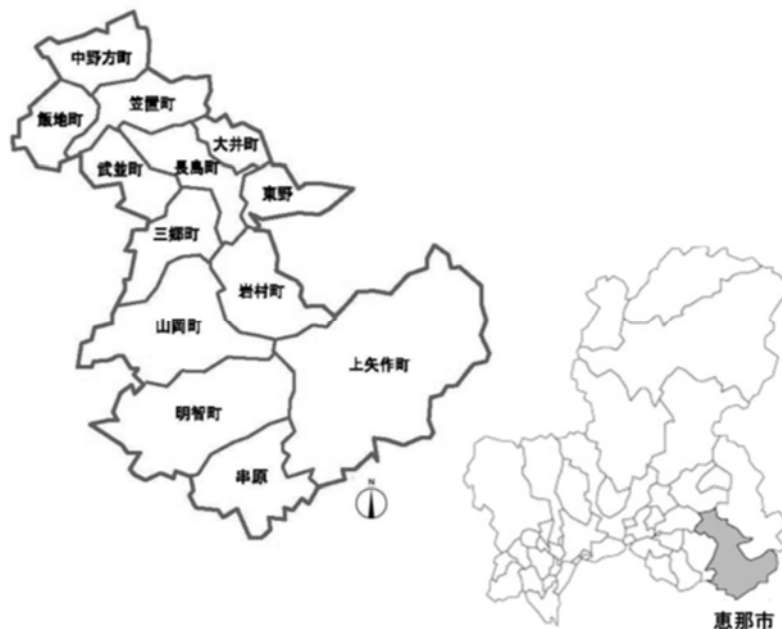 中野方町
笠置町
飯地町
大井町
武並町
長島町
東野
三郷町
岩村町
山岡町
上矢作町
明智町
串原
N
恵那市